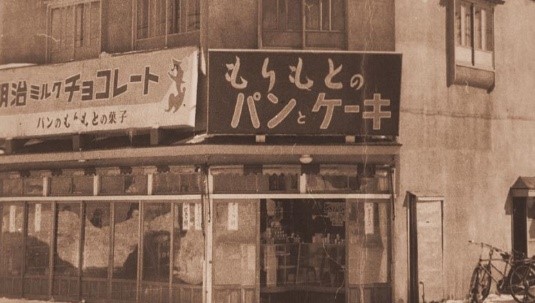 明治ミルクチョコレート
パンのもりもとの菓子
もりもとの
パンとケーキ